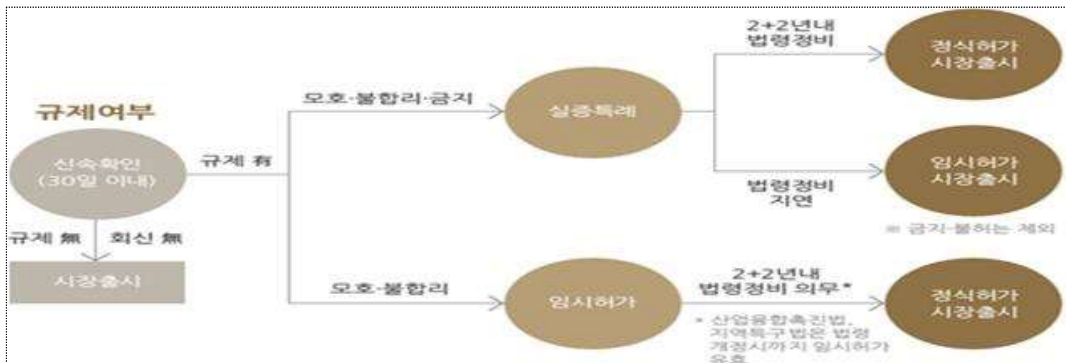 규제여부
신속확인
(30일 이내)
규제 無
회신 無
시장출시
규제 有
모호·불합리·금지
실증특례
2+2년내
법령정비
정식허가
시장출시
법령정비
지연
임시허가
시장출시
※ 금지·불허는 제외
모호·불합리
임시허가
2+2년내
법령정비 의무*
* 산업융합촉진법,
지역특구법은 법령
개정시까지 임시허가
유효
정식허가
시장출시